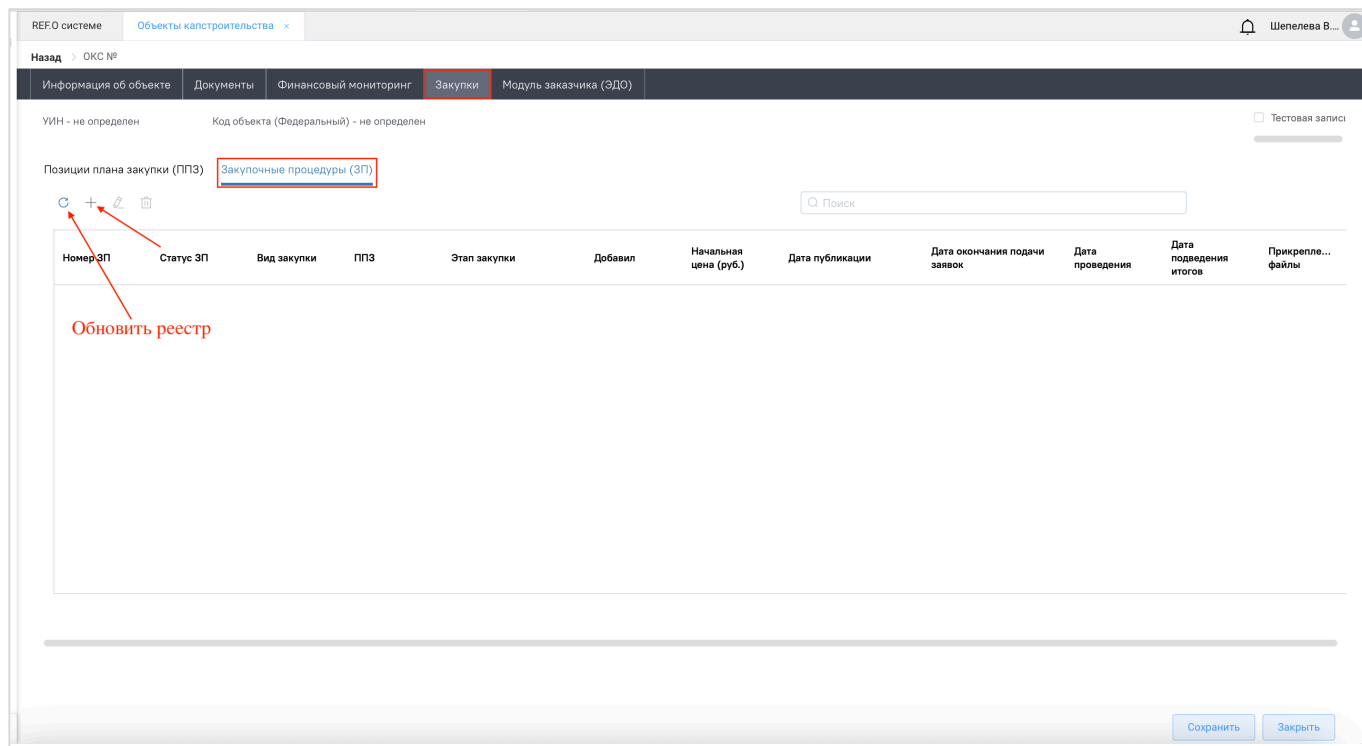 REF.О системе
Объекты капстроительства ×
Шепелева В....
Назад > ОКС №
Информация об объекте
Документы
Финансовый мониторинг
Закупки
Модуль заказчика (ЭДО)
УИН - не определен
Код объекта (Федеральный) - не определен
Тестовая запись
Позиции плана закупки (ППЗ)
Закупочные процедуры (ЗП)
Поиск
Номер ЗП
Статус ЗП
Вид закупки
ППЗ
Этап закупки
Добавил
Начальная
цена (руб.)
Дата публикации
Дата окончания подачи
заявок
Дата
проведения
Дата
подведения
итогов
Прикрепле...
файлы
Обновить реестр
Сохранить
Закрыть